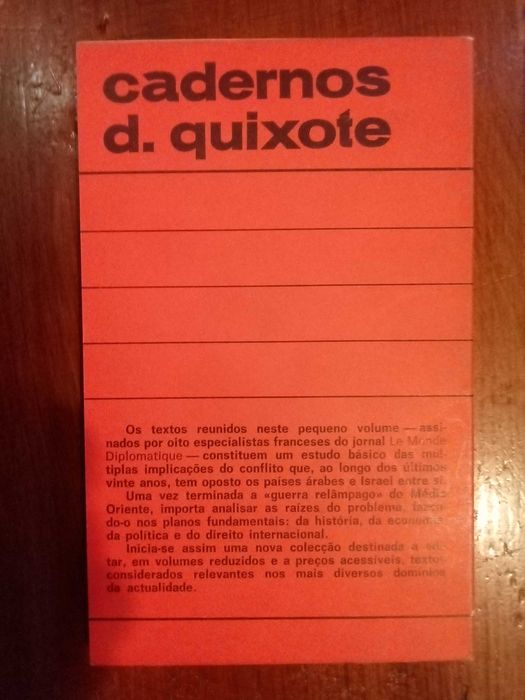 cadernos
d. quixote
Os textos reunidos neste pequeno volume — assi-
nados por oito especialistas franceses do jornal Le Monde
Diplomatique — constituem um estudo básico das múl-
tiplas implicações do conflito que, ao longo dos últimos
vinte anos, tem oposto os países árabes e Israel entre si.
Uma vez terminada a «guerra relâmpago» do Médio
Oriente, importa analisar as raízes do problema, fazen-
do-o nos planos fundamentais: da história, da economia,
da política e do direito internacional.
Inicia-se assim uma nova colecção destinada a edi-
tar, em volumes reduzidos e a preços acessíveis, textos
considerados relevantes nos mais diversos domínios
da actualidade.